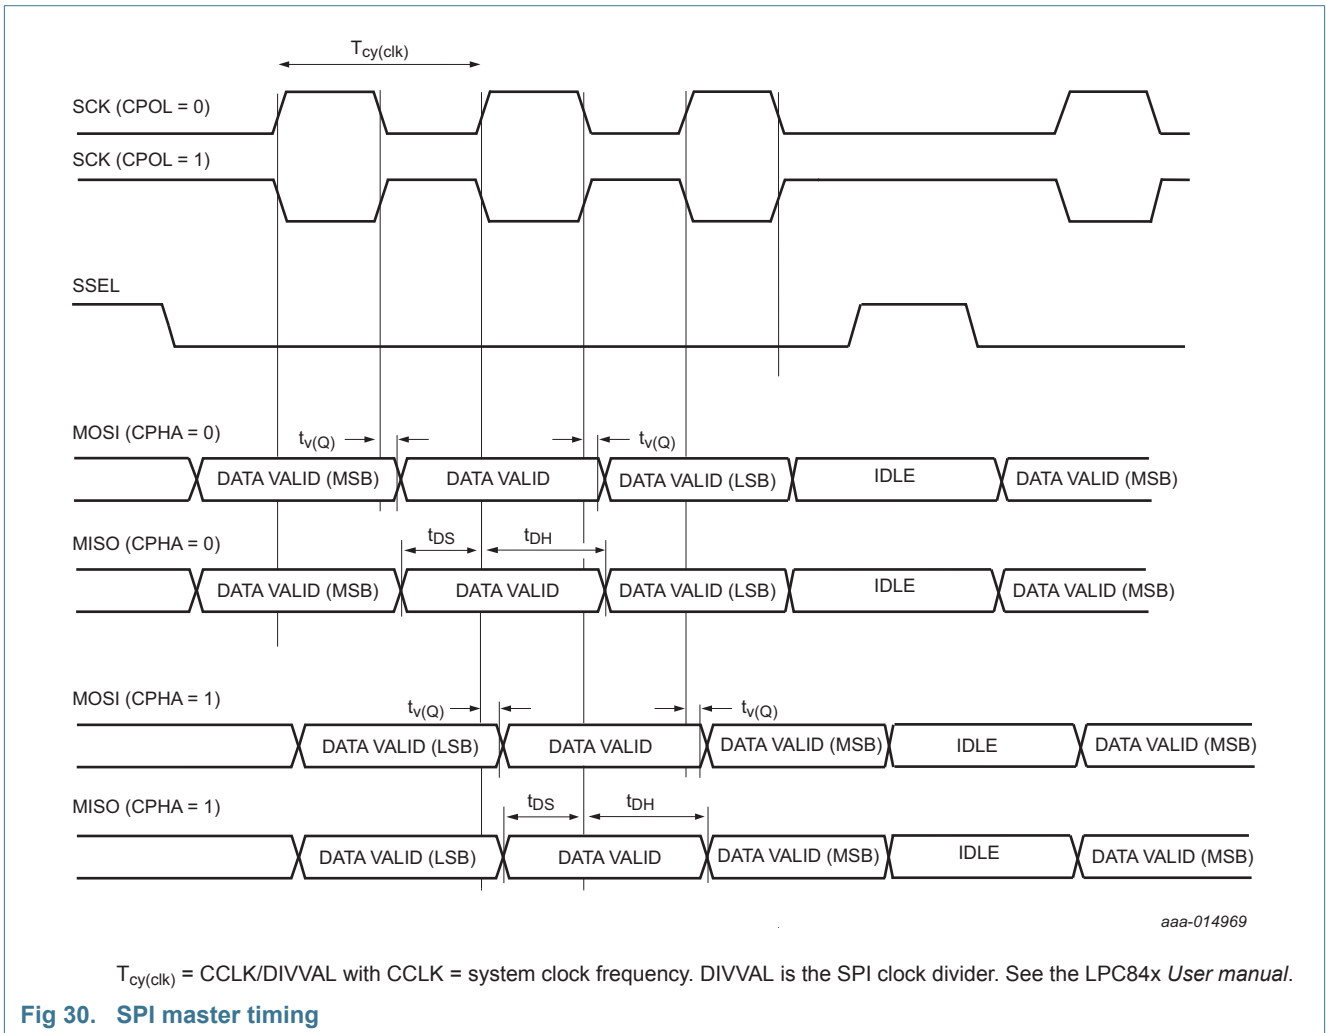 Tcy(clk)
SCK (CPOL = 0)
SCK (CPOL = 1)
SSEL
MOSI (CPHA = 0)
tv(Q) tv(Q)
DATA VALID (MSB) DATA VALID DATA VALID (LSB) IDLE DATA VALID (MSB)
MISO (CPHA = 0)
tDS tDH
DATA VALID (MSB) DATA VALID DATA VALID (LSB) IDLE DATA VALID (MSB)
MOSI (CPHA = 1)
tv(Q) tv(Q)
DATA VALID (LSB) DATA VALID DATA VALID (MSB) IDLE DATA VALID (MSB)
MISO (CPHA = 1)
tDS tDH
DATA VALID (LSB) DATA VALID DATA VALID (MSB) IDLE DATA VALID (MSB)
aaa-014969
Tcy(clk) = CCLK/DIVVAL with CCLK = system clock frequency. DIVVAL is the SPI clock divider. See the LPC84x User manual.
Fig 30. SPI master timing